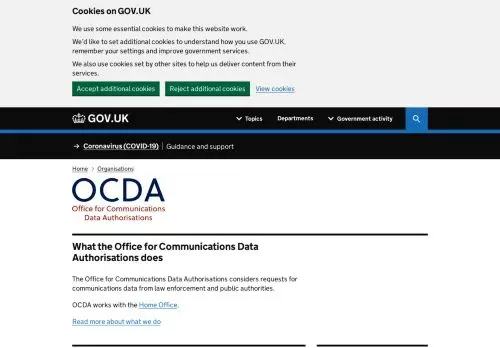 Cookies on GOV.UK
We use some essential cookies to make this website work.
We'd like to set additional cookies to understand how you use GOV.UK,
remember your settings and improve government services.
We also use cookies set by other sites to help us deliver content from their
services.
Accept additional cookies Reject additional cookies View cookies
GOV.UK Topics Departments Government activity
→ Coronavirus (COVID-19) Guidance and support
Home > Organisations
OCDA
Office for Communications
Data Authorisations
What the Office for Communications Data
Authorisations does
The Office for Communications Data Authorisations considers requests for
communications data from law enforcement and public authorities.
OCDA works with the Home Office.
Read more about what we do